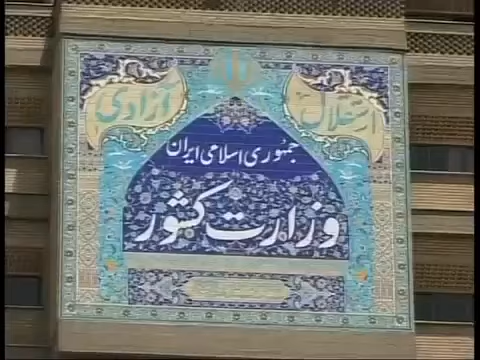 استقلال
آزادی
جمهوری اسلامی ایران
وزارت کشور